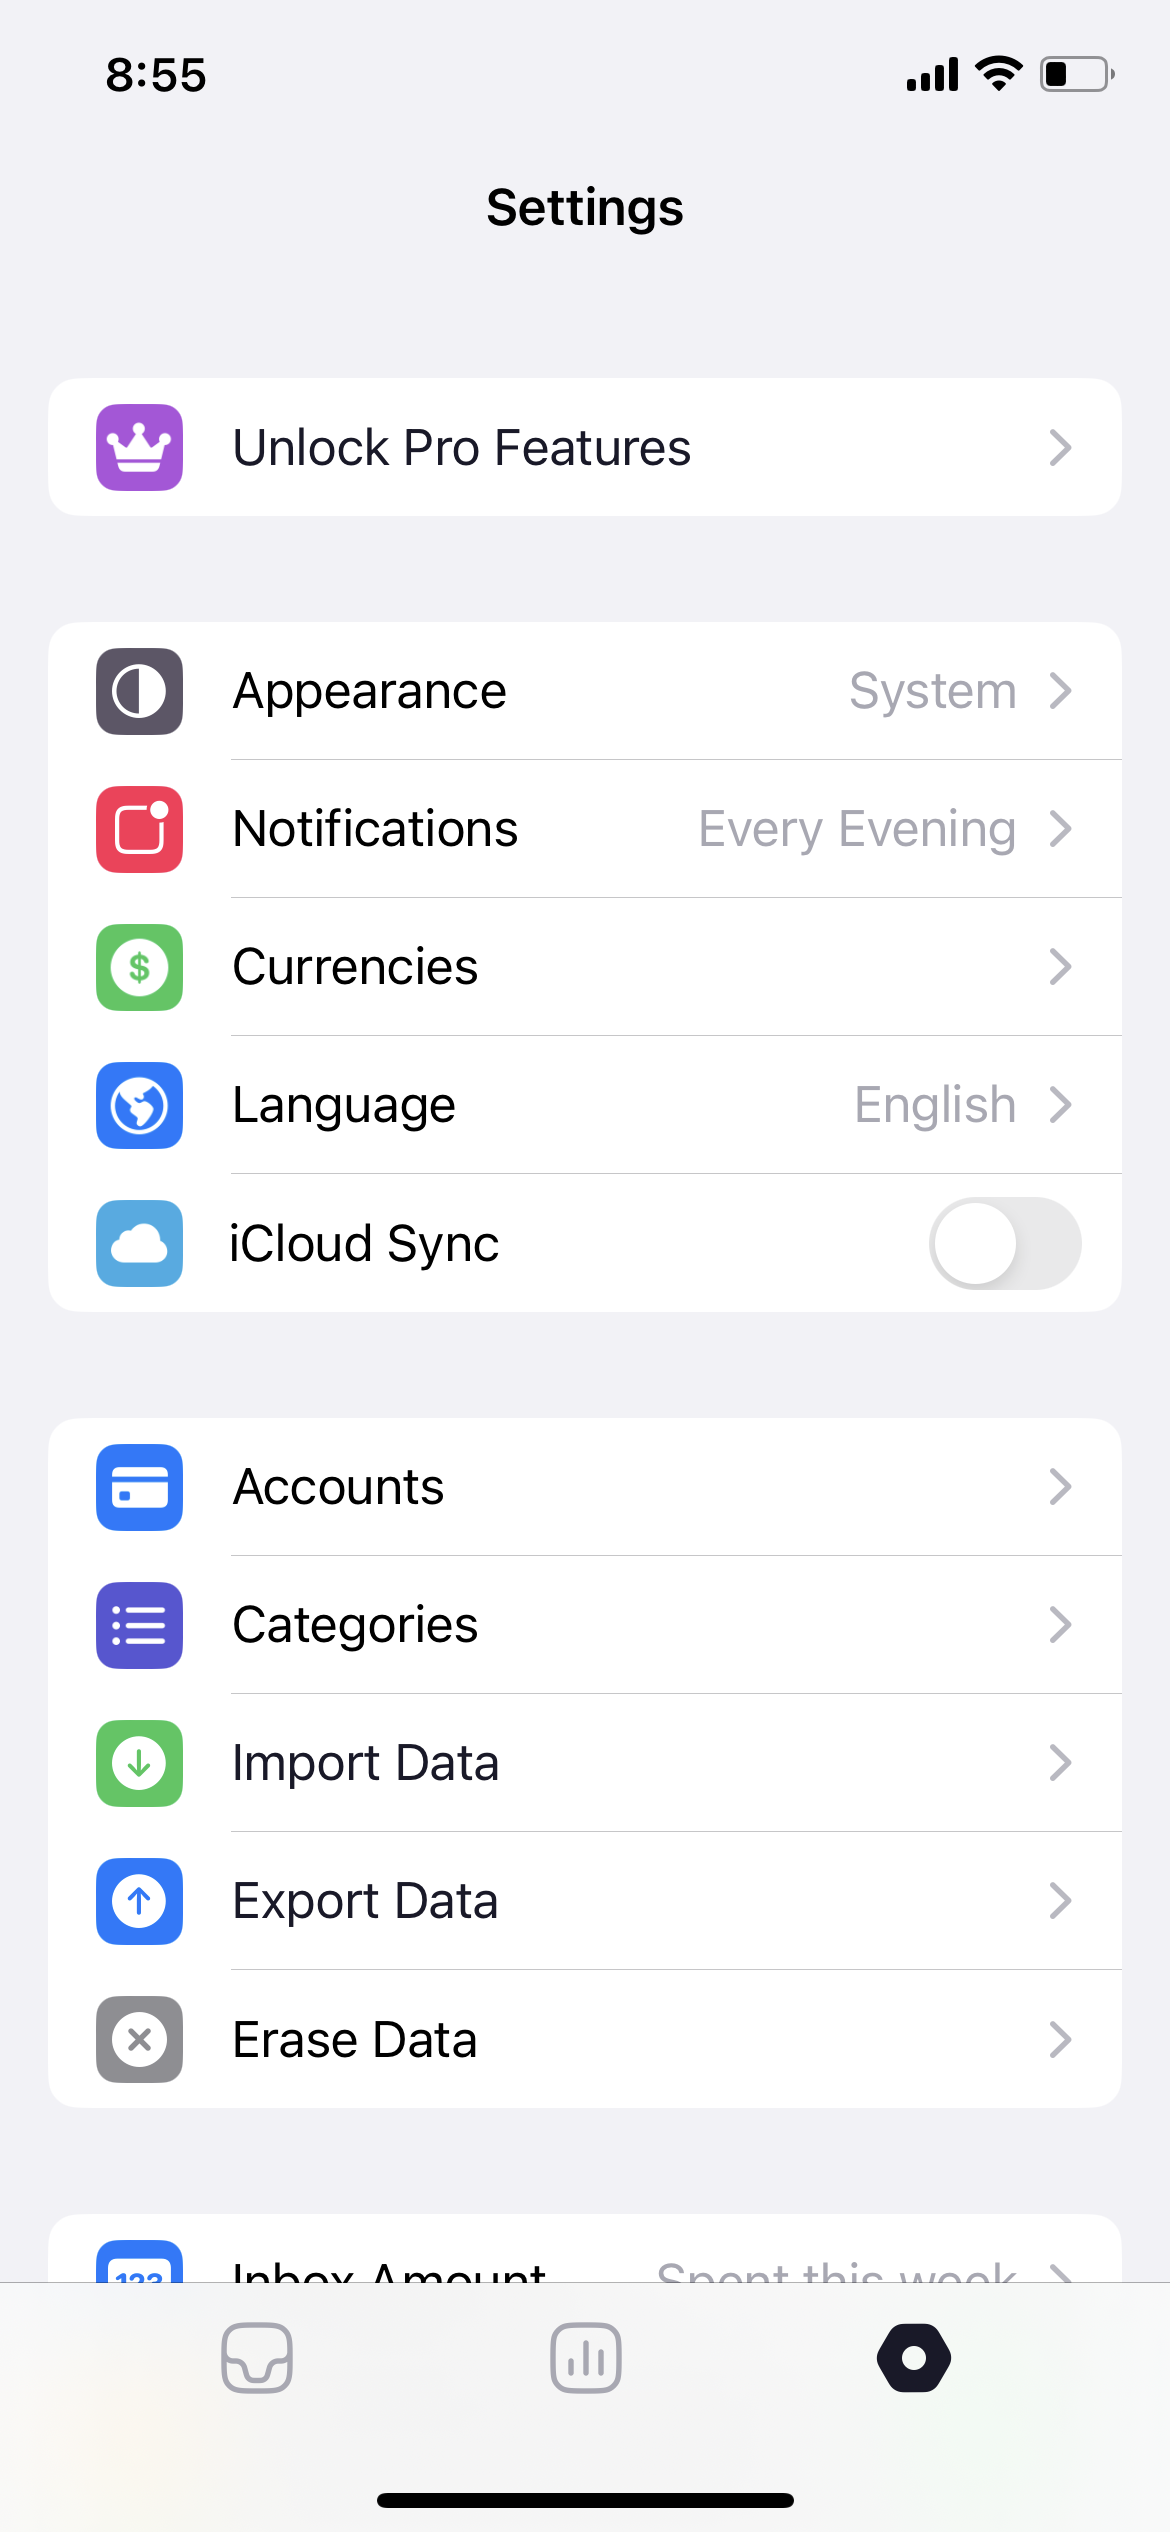 8:55
Settings
Unlock Pro Features
Appearance System
Notifications Every Evening
$
Currencies
Language English
iCloud Sync
Accounts
Categories
Import Data
Export Data
Erase Data
123
Inbox Amount Spent this week